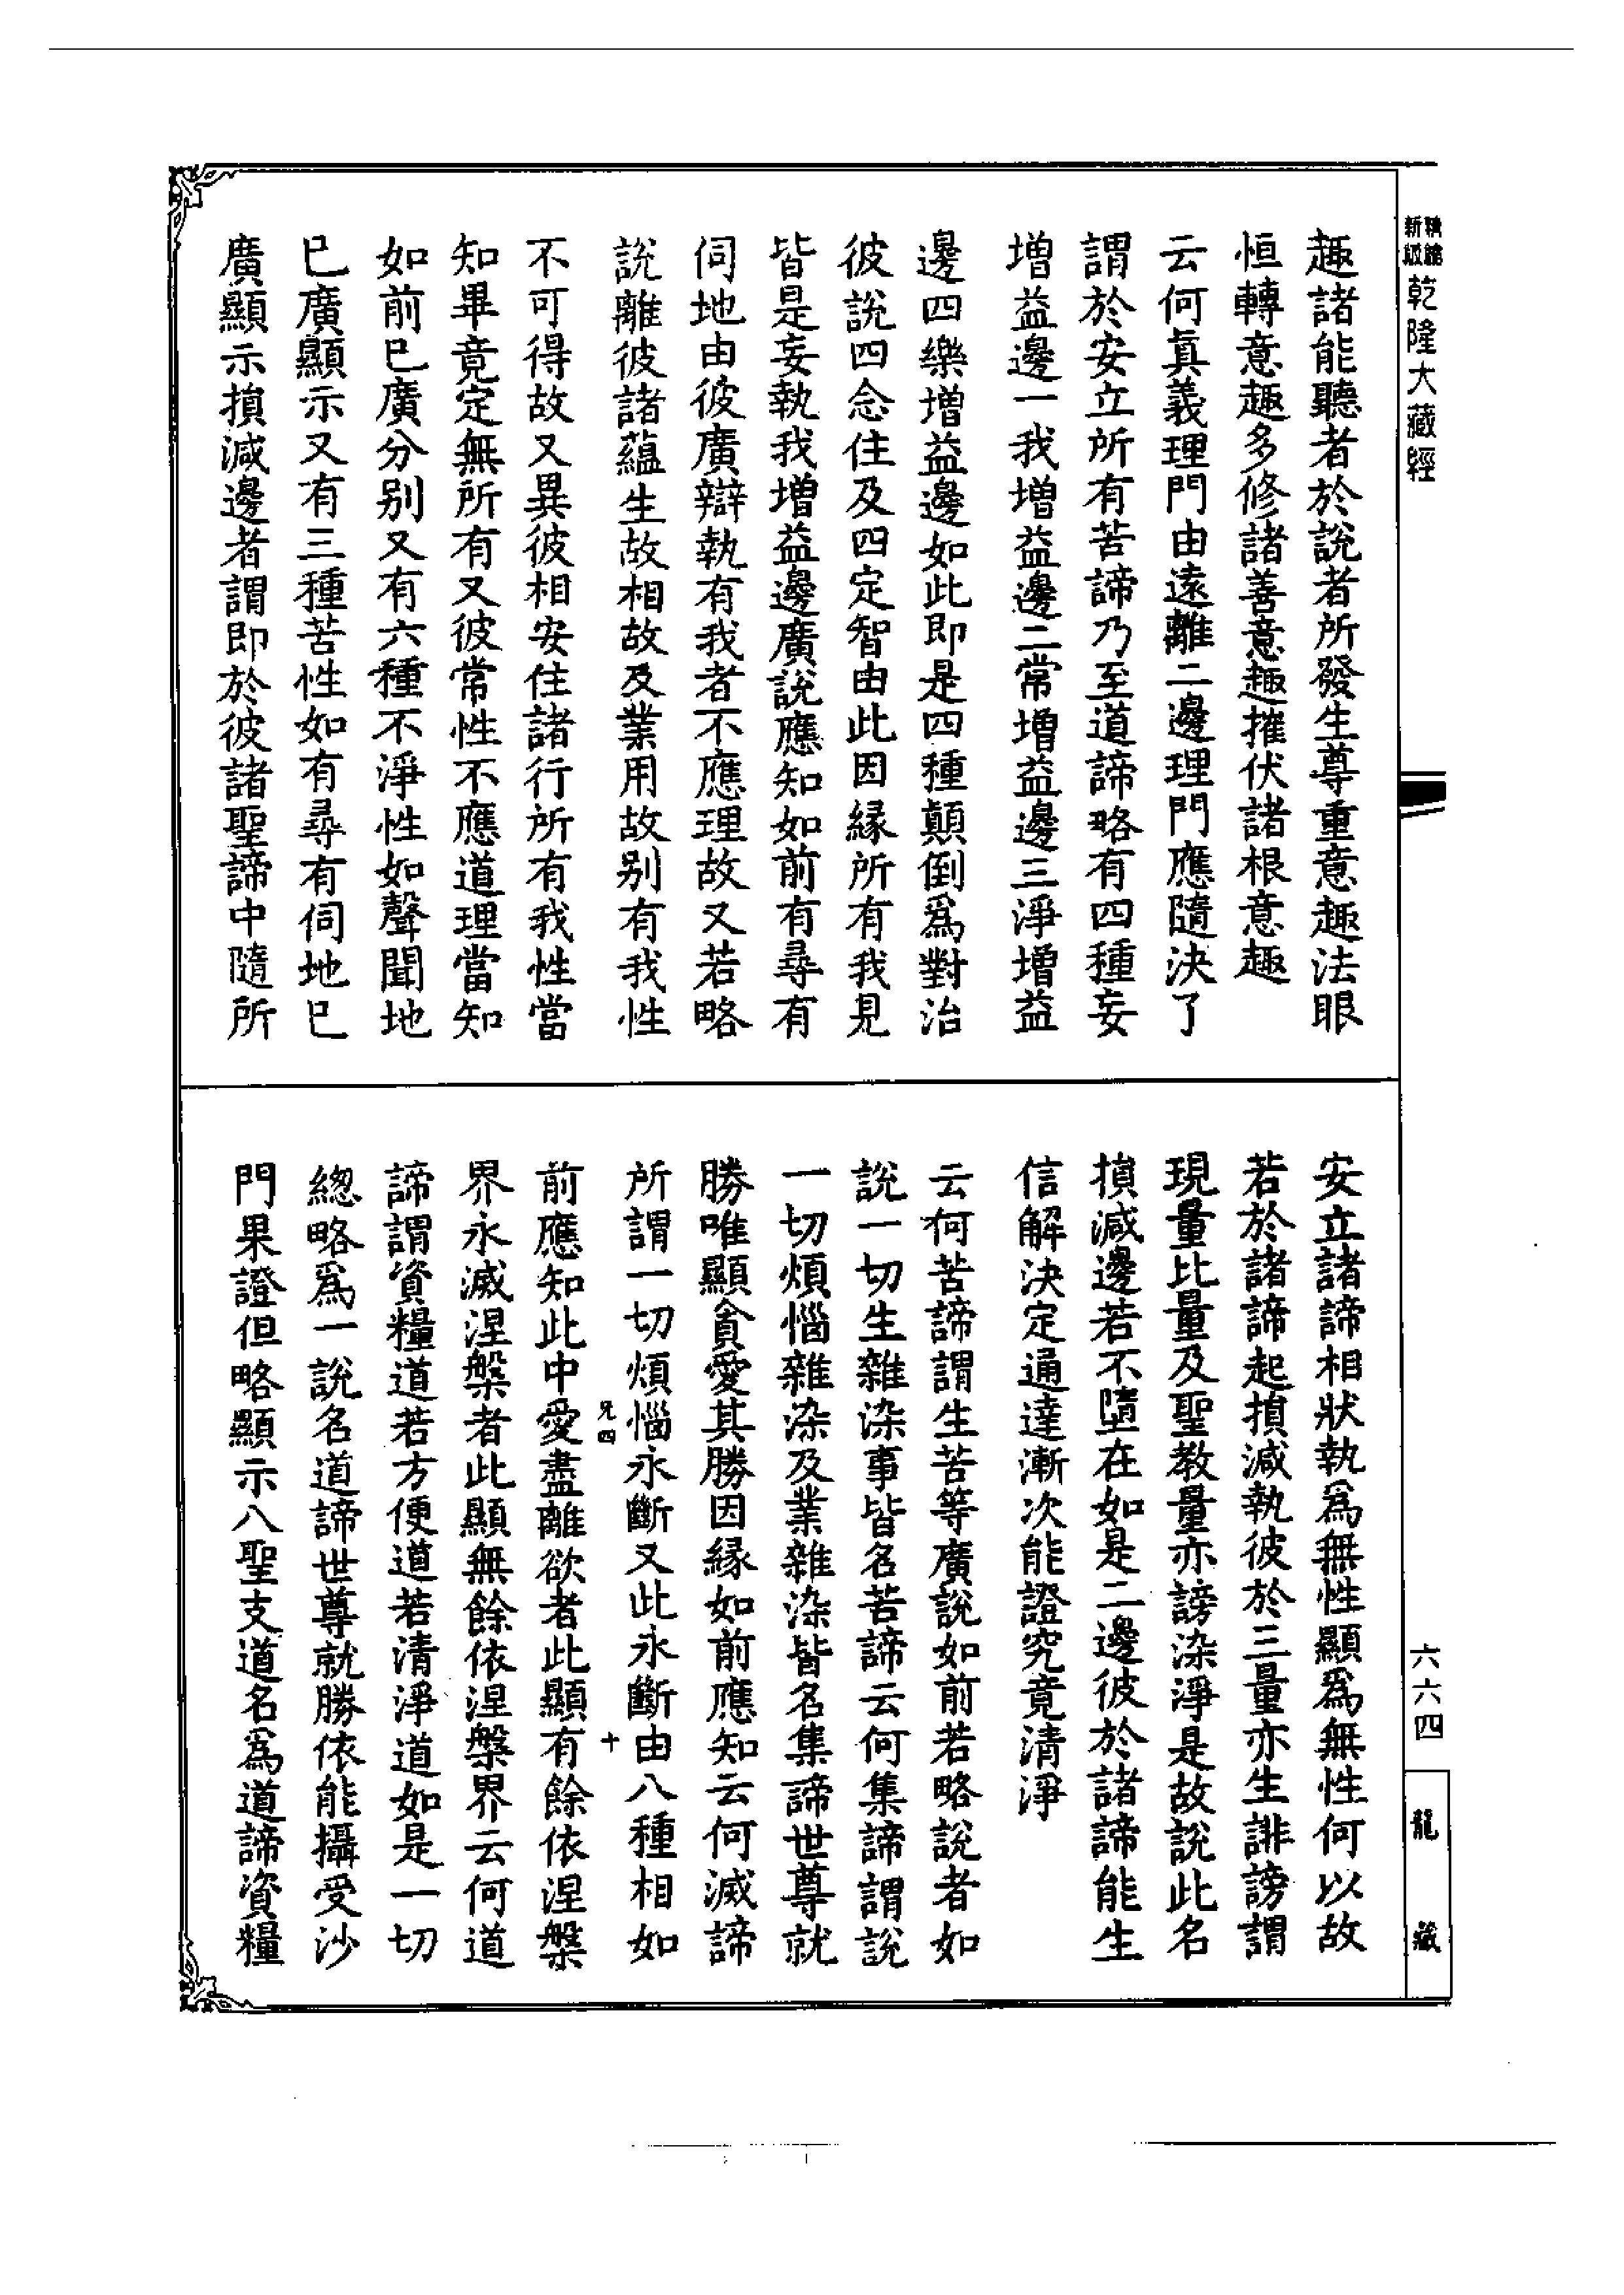 新編縮版
乾隆大藏經
趣諸能聽者於說者所發生尊重意趣法眼
恒轉意趣多修諸善意趣摧伏諸根意趣
云何眞義理門由遠離二邊理門應隨決了
謂於安立所有苦諦乃至道諦略有四種妄
增益邊一我增益邊二常增益邊三淨增益
邊四樂增益邊如此即是四種顛倒爲對治
彼說四念住及四定智由此因緣所有我見
皆是妄執我增益邊廣說應知如前有尋有
伺地由彼廣辯執有我者不應理故又若略
說離彼諸蘊生故相故及業用故别有我性
不可得故又異彼相安住諸行所有我性當
知畢竟定無所有又彼常性不應道理當知
如前巳廣分别又有六種不淨性如聲聞地
巳廣顯示又有三種苦性如有尋有伺地巳
廣顯示損減邊者謂即於彼諸聖諦中隨所
安立諸諦相狀執爲無性顯爲無性何以故
若於諸諦起損減執彼於三量亦生誹謗謂
現量比量及聖教量亦謗染淨是故說此名
損減邊若不墮在如是二邊彼於諸諦能生
信解決定通達漸次能證究竟清淨
云何苦諦謂生苦等廣說如前若略說者如
說一切生雜染事皆名苦諦云何集諦謂說
一切煩惱雜染及業雜染皆名集諦世尊就
勝唯顯貪愛其勝因緣如前應知云何滅諦
所謂一切煩惱永斷又此永斷由八種相如
兄四
十
前應知此中愛盡離欲者此顯有餘依涅槃
界永滅涅槃者此顯無餘依涅槃界云何道
諦謂資糧道若方便道若清淨道如是一切
總略爲一說名道諦世尊就勝依能攝受沙
門果證但略顯示八聖支道名爲道諦資糧
六六四
龍藏